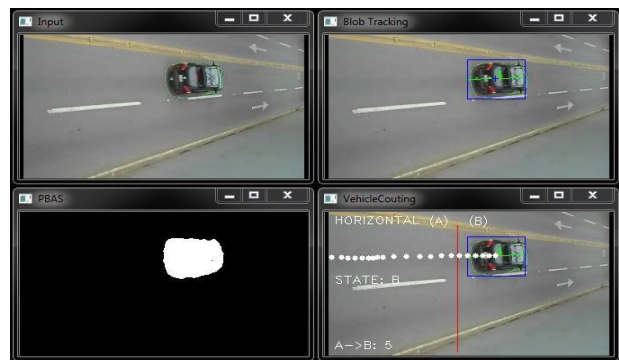 Input
Blob Tracking
PBAS
VehicleCouting
HORIZONTAL (A) (B)
STATE: B
A->B: 5